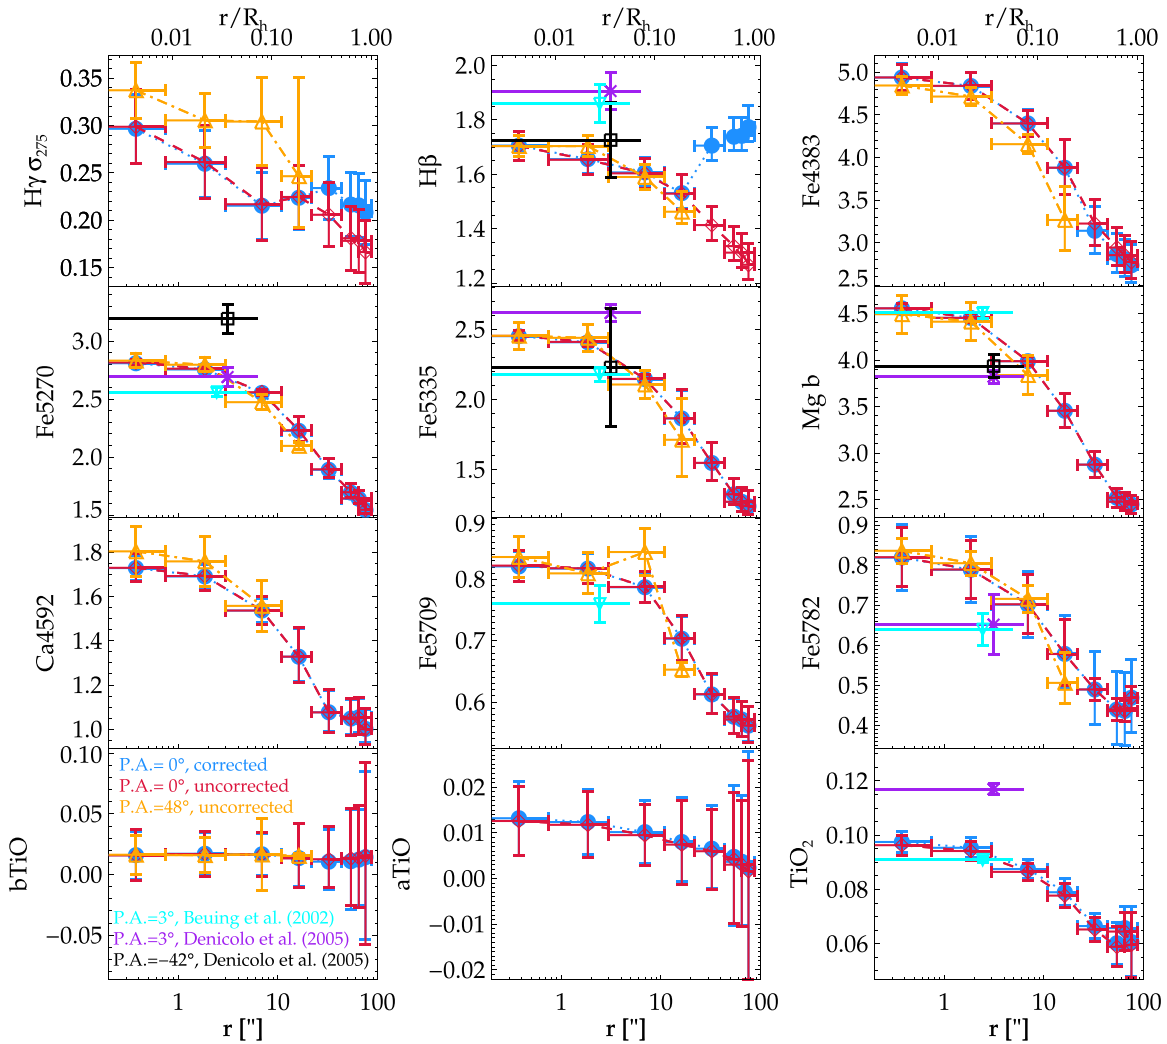 r/Rh r/Rh r/Rh
0.01 0.10 1.00 0.01 0.10 1.00 0.01 0.10 1.00
Hγ σ275
0.35
0.30
0.25
0.20
0.15
Hβ
2.0
1.8
1.6
1.4
1.2
Fe4383
5.0
4.5
4.0
3.5
3.0
2.5
Fe5270
3.0
2.5
2.0
1.5
Fe5335
2.5
2.0
1.5
Mg b
4.5
4.0
3.5
3.0
2.5
Ca4592
1.8
1.6
1.4
1.2
1.0
Fe5709
0.9
0.8
0.7
0.6
Fe5782
0.9
0.8
0.7
0.6
0.5
0.4
bTiO
0.10
0.05
0.00
−0.05
P.A.= 0°, corrected
P.A.= 0°, uncorrected
P.A.=48°, uncorrected
P.A.=3°, Beuing et al. (2002)
P.A.=3°, Denicolo et al. (2005)
P.A.=−42°, Denicolo et al. (2005)
aTiO
0.02
0.01
0.00
−0.01
−0.02
TiO2
0.12
0.10
0.08
0.06
1 10 100 1 10 100 1 10 100
r ["] r ["] r ["]